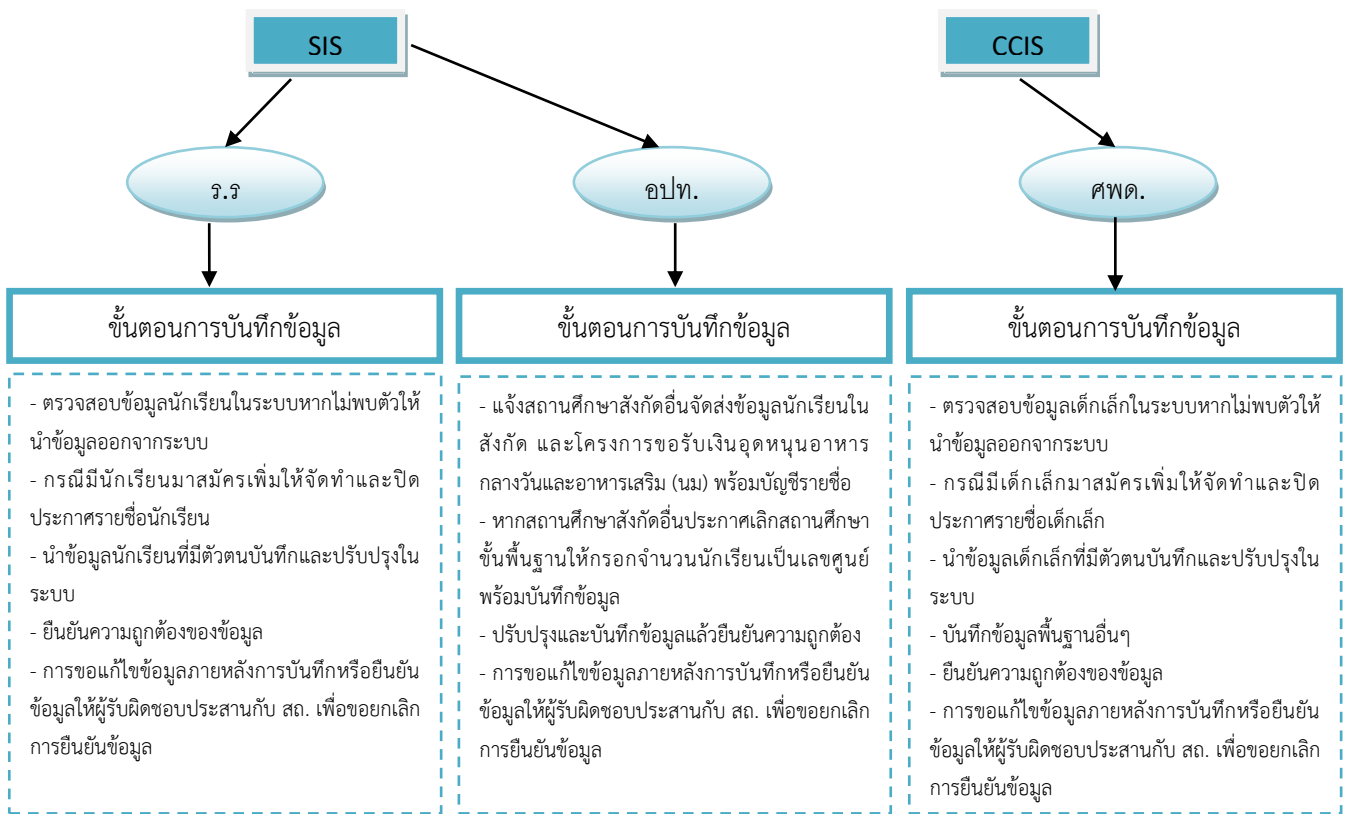 SIS
CCIS
ร.ร
อปท.
ศพด.
ขั้นตอนการบันทึกข้อมูล
- ตรวจสอบข้อมูลนักเรียนในระบบหากไม่พบตัวให้
นำข้อมูลออกจากระบบ
- กรณีมีนักเรียนมาสมัครเพิ่มให้จัดทำและปิด
ประกาศรายชื่อนักเรียน
- นำข้อมูลนักเรียนที่มีตัวตนบันทึกและปรับปรุงใน
ระบบ
- ยืนยันความถูกต้องของข้อมูล
- การขอแก้ไขข้อมูลภายหลังการบันทึกหรือยืนยัน
ข้อมูลให้ผู้รับผิดชอบประสานกับ สถ. เพื่อขอยกเลิก
การยืนยันข้อมูล
ขั้นตอนการบันทึกข้อมูล
- แจ้งสถานศึกษาสังกัดอื่นจัดส่งข้อมูลนักเรียนใน
สังกัด และโครงการขอรับเงินอุดหนุนอาหาร
กลางวันและอาหารเสริม (นม) พร้อมบัญชีรายชื่อ
- หากสถานศึกษาสังกัดอื่นประกาศเลิกสถานศึกษา
ขั้นพื้นฐานให้กรอกจำนวนนักเรียนเป็นเลขศูนย์
พร้อมบันทึกข้อมูล
- ปรับปรุงและบันทึกข้อมูลแล้วยืนยันความถูกต้อง
- การขอแก้ไขข้อมูลภายหลังการบันทึกหรือยืนยัน
ข้อมูลให้ผู้รับผิดชอบประสานกับ สถ. เพื่อขอยกเลิก
การยืนยันข้อมูล
ขั้นตอนการบันทึกข้อมูล
- ตรวจสอบข้อมูลเด็กเล็กในระบบหากไม่พบตัวให้
นำข้อมูลออกจากระบบ
- กรณีมีเด็กเล็กมาสมัครเพิ่มให้จัดทำและปิด
ประกาศรายชื่อเด็กเล็ก
- นำข้อมูลเด็กเล็กที่มีตัวตนบันทึกและปรับปรุงใน
ระบบ
- บันทึกข้อมูลพื้นฐานอื่นๆ
- ยืนยันความถูกต้องของข้อมูล
- การขอแก้ไขข้อมูลภายหลังการบันทึกหรือยืนยัน
ข้อมูลให้ผู้รับผิดชอบประสานกับ สถ. เพื่อขอยกเลิก
การยืนยันข้อมูล